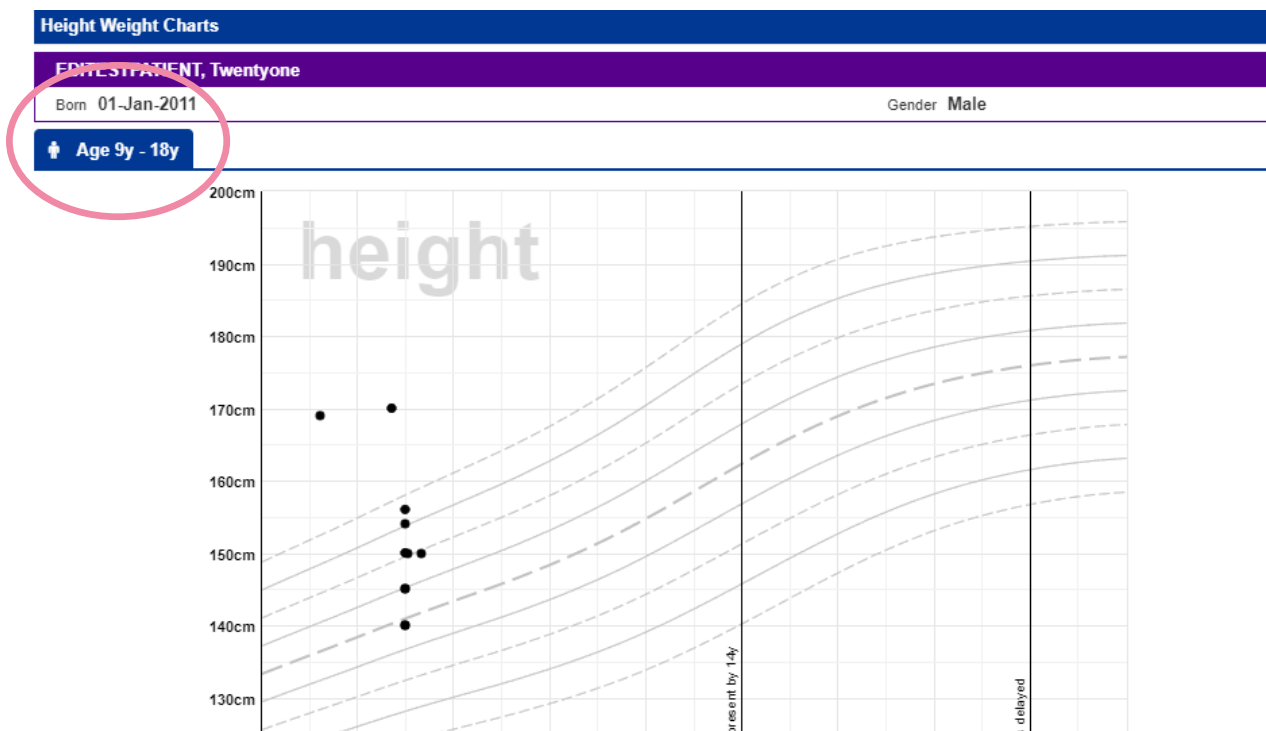 Height Weight Charts
EDITESTPATIENT, Twentyone
Born 01-Jan-2011 Gender Male
Age 9y - 18y
200cm
height
190cm
180cm
170cm
160cm
150cm
140cm
130cm
by 14y
delayed